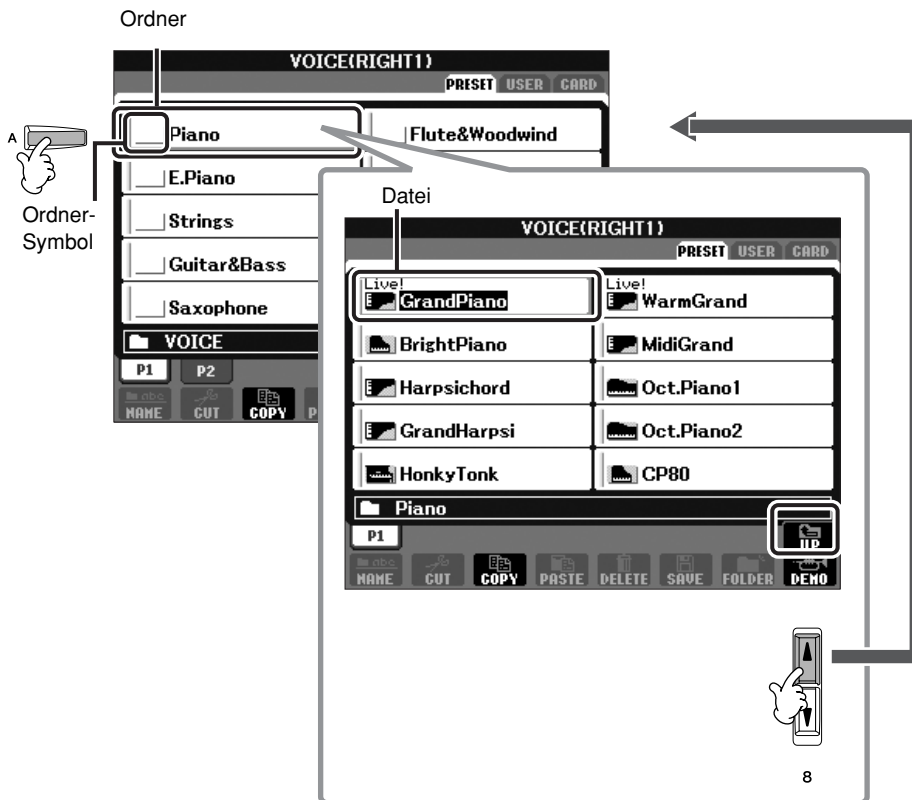 Ordner
VOICE(RIGHT1)
PRESET USER CARD
A
Piano
Flute&Woodwind
E.Piano
Ordner-
Symbol
Strings
Guitar&Bass
Saxophone
VOICE
P1 P2
abc
NAME CUT COPY P
Datei
VOICE(RIGHT1)
PRESET USER CARD
Live!
GrandPiano
Live!
WarmGrand
BrightPiano
MidiGrand
Harpsichord
Oct.Piano1
GrandHarpsi
Oct.Piano2
HonkyTonk
CP80
Piano
P1
UP
abc
NAME CUT COPY PASTE DELETE SAVE FOLDER DEMO
8